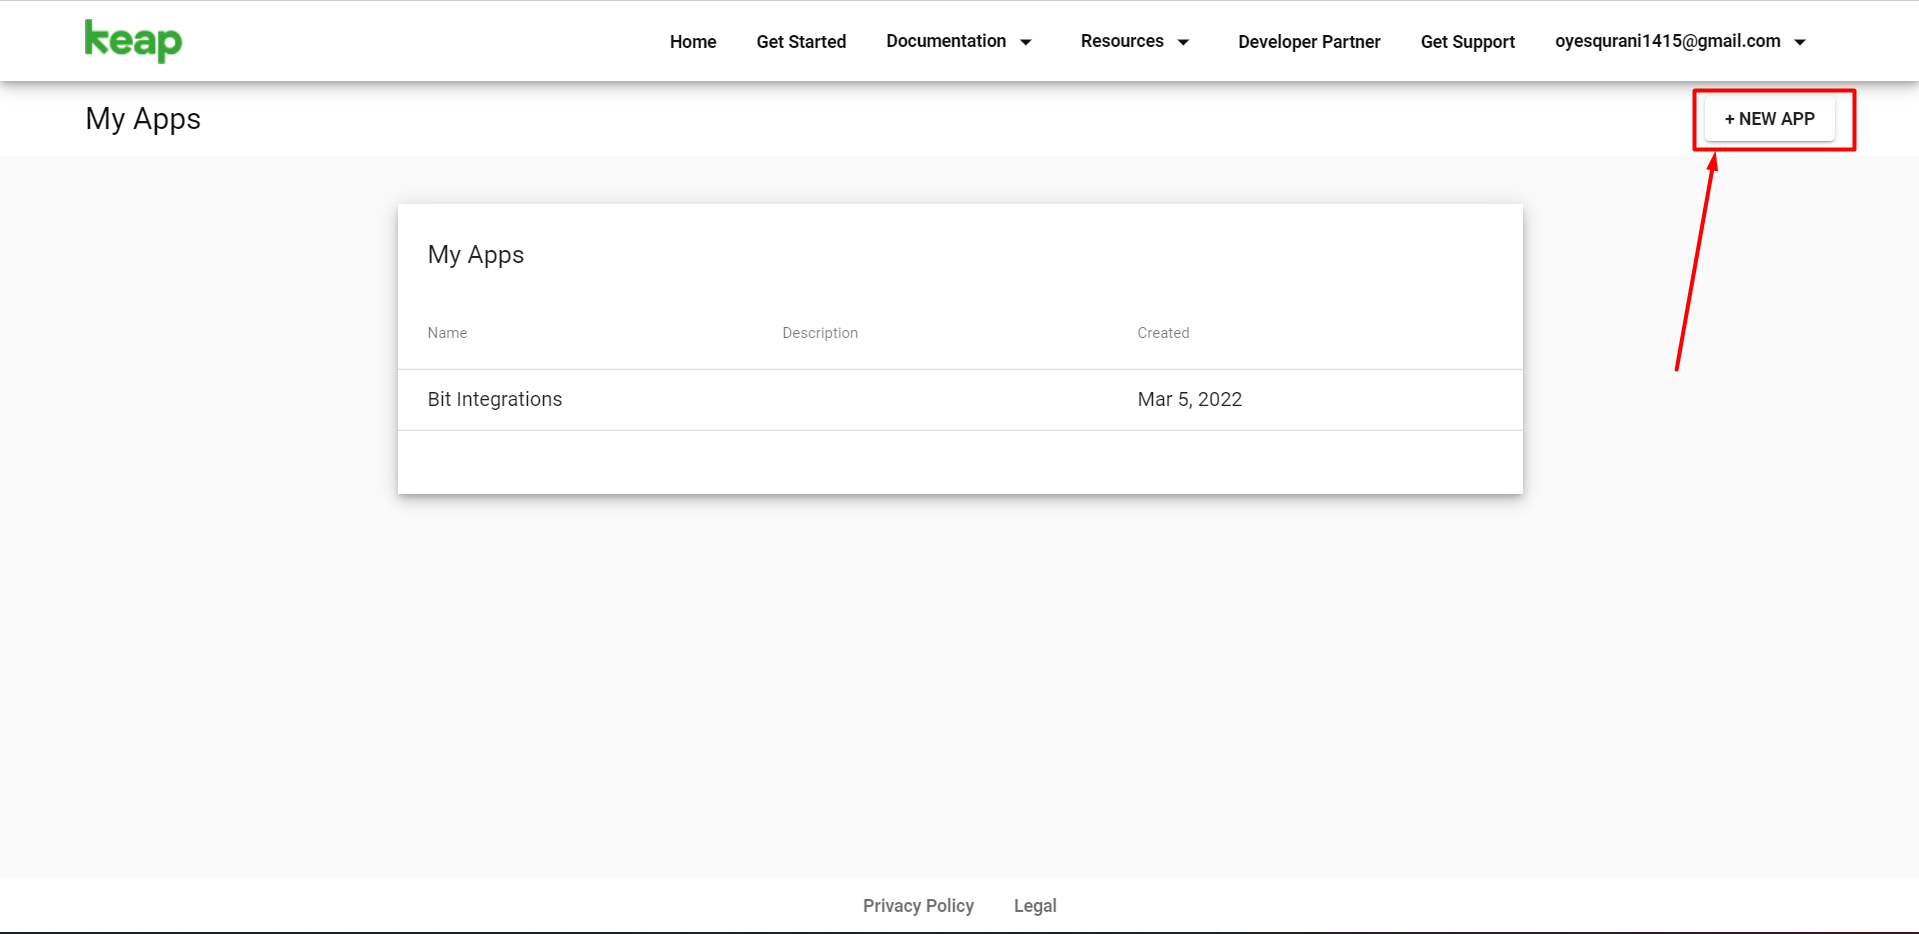 keap
Home Get Started Documentation Resources Developer Partner Get Support oyesqurani1415@gmail.com
My Apps
+ NEW APP
My Apps
Name Description Created
Bit Integrations Mar 5, 2022
Privacy Policy Legal